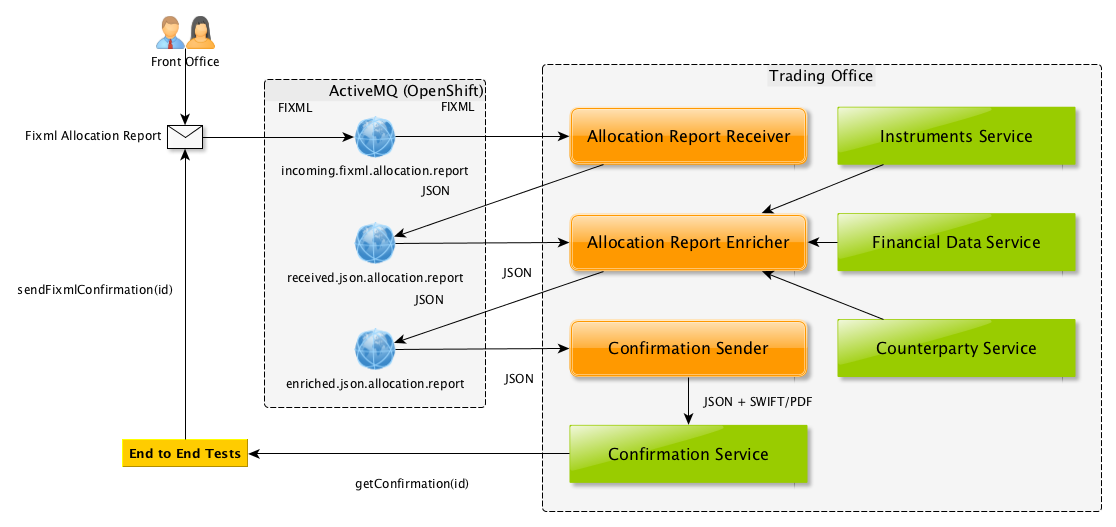 Front Office
Trading Office
ActiveMQ (OpenShift)
FIXML
FIXML
Fixml Allocation Report
Allocation Report Receiver
Instruments Service
incoming.fixml.allocation.report
JSON
Allocation Report Enricher
Financial Data Service
received.json.allocation.report
JSON
sendFixmlConfirmation(id)
JSON
Confirmation Sender
Counterparty Service
enriched.json.allocation.report
JSON
JSON + SWIFT/PDF
End to End Tests
Confirmation Service
getConfirmation(id)